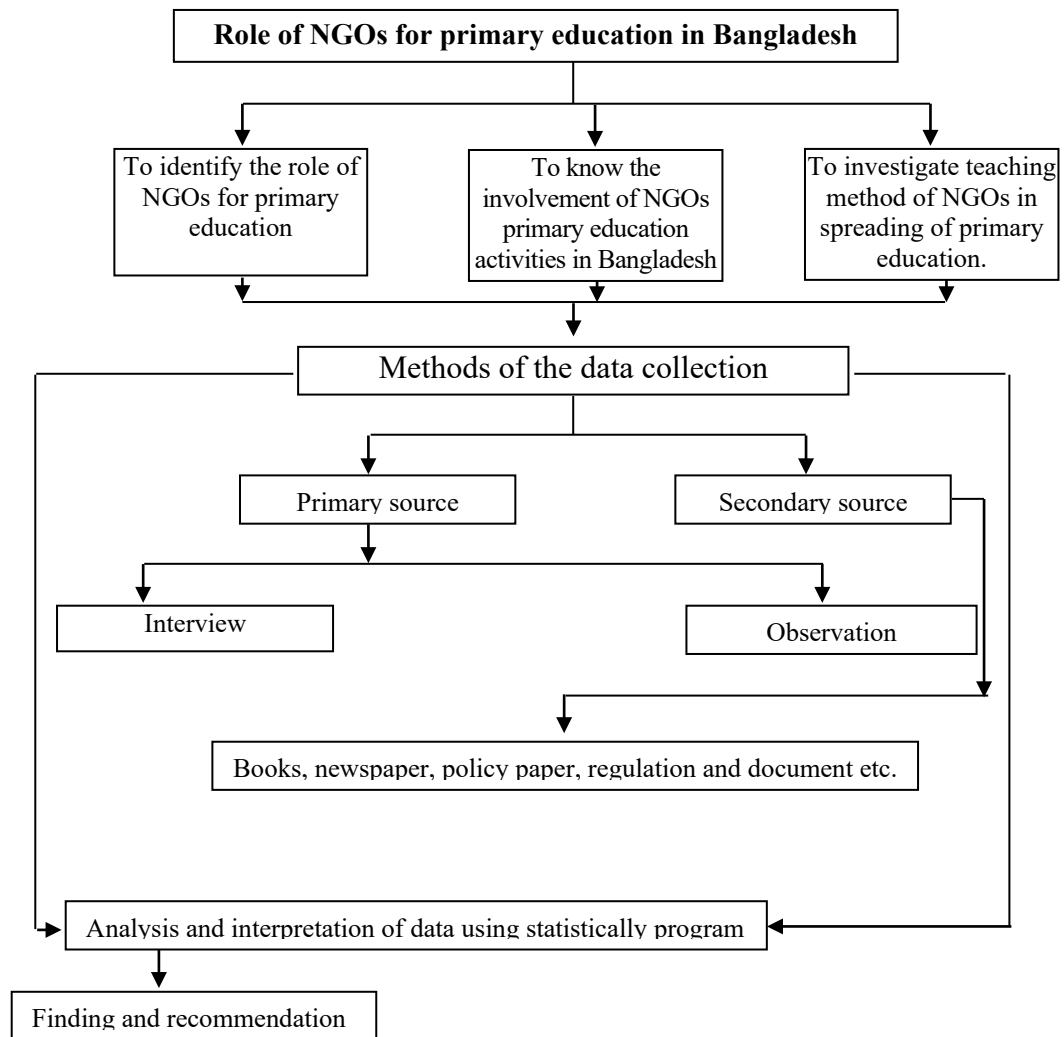 Role of NGOs for primary education in Bangladesh
To identify the role of
NGOs for primary
education
To know the
involvement of NGOs
primary education
activities in Bangladesh
To investigate teaching
method of NGOs in
spreading of primary
education.
Methods of the data collection
Primary source
Secondary source
Interview
Observation
Books, newspaper, policy paper, regulation and document etc.
Analysis and interpretation of data using statistically program
Finding and recommendation